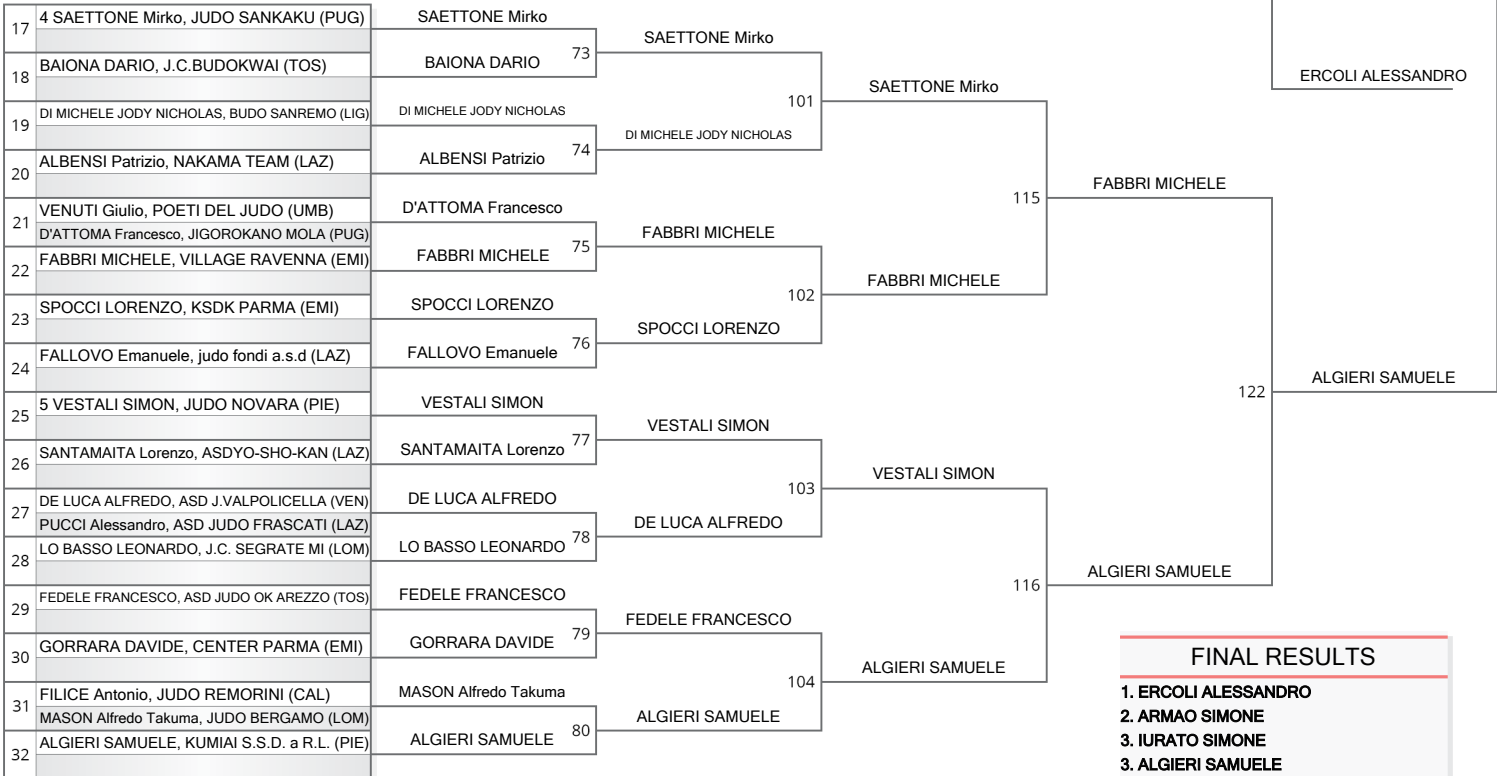 17
4 SAETTONE Mirko, JUDO SANKAKU (PUG)
18
BAIONA DARIO, J.C.BUDOKWAI (TOS)
19
DI MICHELE JODY NICHOLAS, BUDO SANREMO (LIG)
20
ALBENSI Patrizio, NAKAMA TEAM (LAZ)
21
VENUTI Giulio, POETI DEL JUDO (UMB)
D'ATTOMA Francesco, JIGOROKANO MOLA (PUG)
22
FABBRI MICHELE, VILLAGE RAVENNA (EMI)
23
SPOCCI LORENZO, KSDK PARMA (EMI)
24
FALLOVO Emanuele, judo fondi a.s.d (LAZ)
25
5 VESTALI SIMON, JUDO NOVARA (PIE)
26
SANTAMAITA Lorenzo, ASDYO-SHO-KAN (LAZ)
27
DE LUCA ALFREDO, ASD J.VALPOLICELLA (VEN)
PUCCI Alessandro, ASD JUDO FRASCATI (LAZ)
28
LO BASSO LEONARDO, J.C. SEGRATE MI (LOM)
29
FEDELE FRANCESCO, ASD JUDO OK AREZZO (TOS)
30
GORRARA DAVIDE, CENTER PARMA (EMI)
31
FILICE Antonio, JUDO REMORINI (CAL)
MASON Alfredo Takuma, JUDO BERGAMO (LOM)
32
ALGIERI SAMUELE, KUMIAI S.S.D. a R.L. (PIE)
SAETTONE Mirko
73
BAIONA DARIO
DI MICHELE JODY NICHOLAS
74
ALBENSI Patrizio
D'ATTOMA Francesco
75
FABBRI MICHELE
SPOCCI LORENZO
76
FALLOVO Emanuele
VESTALI SIMON
77
SANTAMAITA Lorenzo
DE LUCA ALFREDO
78
LO BASSO LEONARDO
FEDELE FRANCESCO
79
GORRARA DAVIDE
MASON Alfredo Takuma
80
ALGIERI SAMUELE
SAETTONE Mirko
101
DI MICHELE JODY NICHOLAS
FABBRI MICHELE
102
SPOCCI LORENZO
VESTALI SIMON
103
DE LUCA ALFREDO
FEDELE FRANCESCO
104
ALGIERI SAMUELE
SAETTONE Mirko
115
FABBRI MICHELE
VESTALI SIMON
116
ALGIERI SAMUELE
FABBRI MICHELE
122
ALGIERI SAMUELE
ERCOLI ALESSANDRO
ALGIERI SAMUELE
FINAL RESULTS
1. ERCOLI ALESSANDRO
2. ARMAO SIMONE
3. IURATO SIMONE
3. ALGIERI SAMUELE